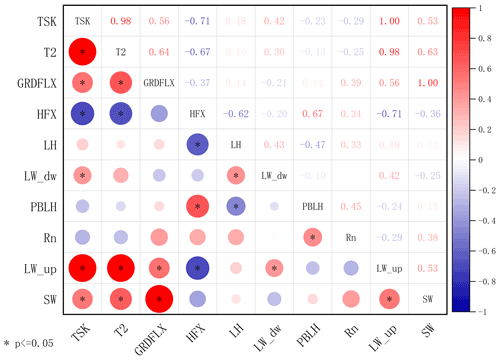 TSK TSK 0.98 0.56 -0.71 0.18 0.42 -0.23 -0.29 1.00 0.53
T2 * T2 0.64 -0.67 0.10 0.30 -0.13 -0.25 0.98 0.63
GRDFLX * * GRDFLX -0.37 0.14 -0.21 0.14 0.39 0.56 1.00
HFX * * HFX -0.62 -0.20 0.67 0.34 -0.71 -0.36
LH * LH 0.43 -0.47 0.33 0.18 0.12
LW_dw * * LW_dw -0.10 0.42 -0.25
PBLH * * PBLH 0.45 -0.24 0.15
Rn * Rn -0.29 0.38
LW_up * * * * * LW_up 0.53
SW * * * * SW
TSK T2 GRDFLX HFX LH LW_dw PBLH Rn LW_up SW
* p<=0.05
1
0.8
0.6
0.4
0.2
0
-0.2
-0.4
-0.6
-0.8
-1